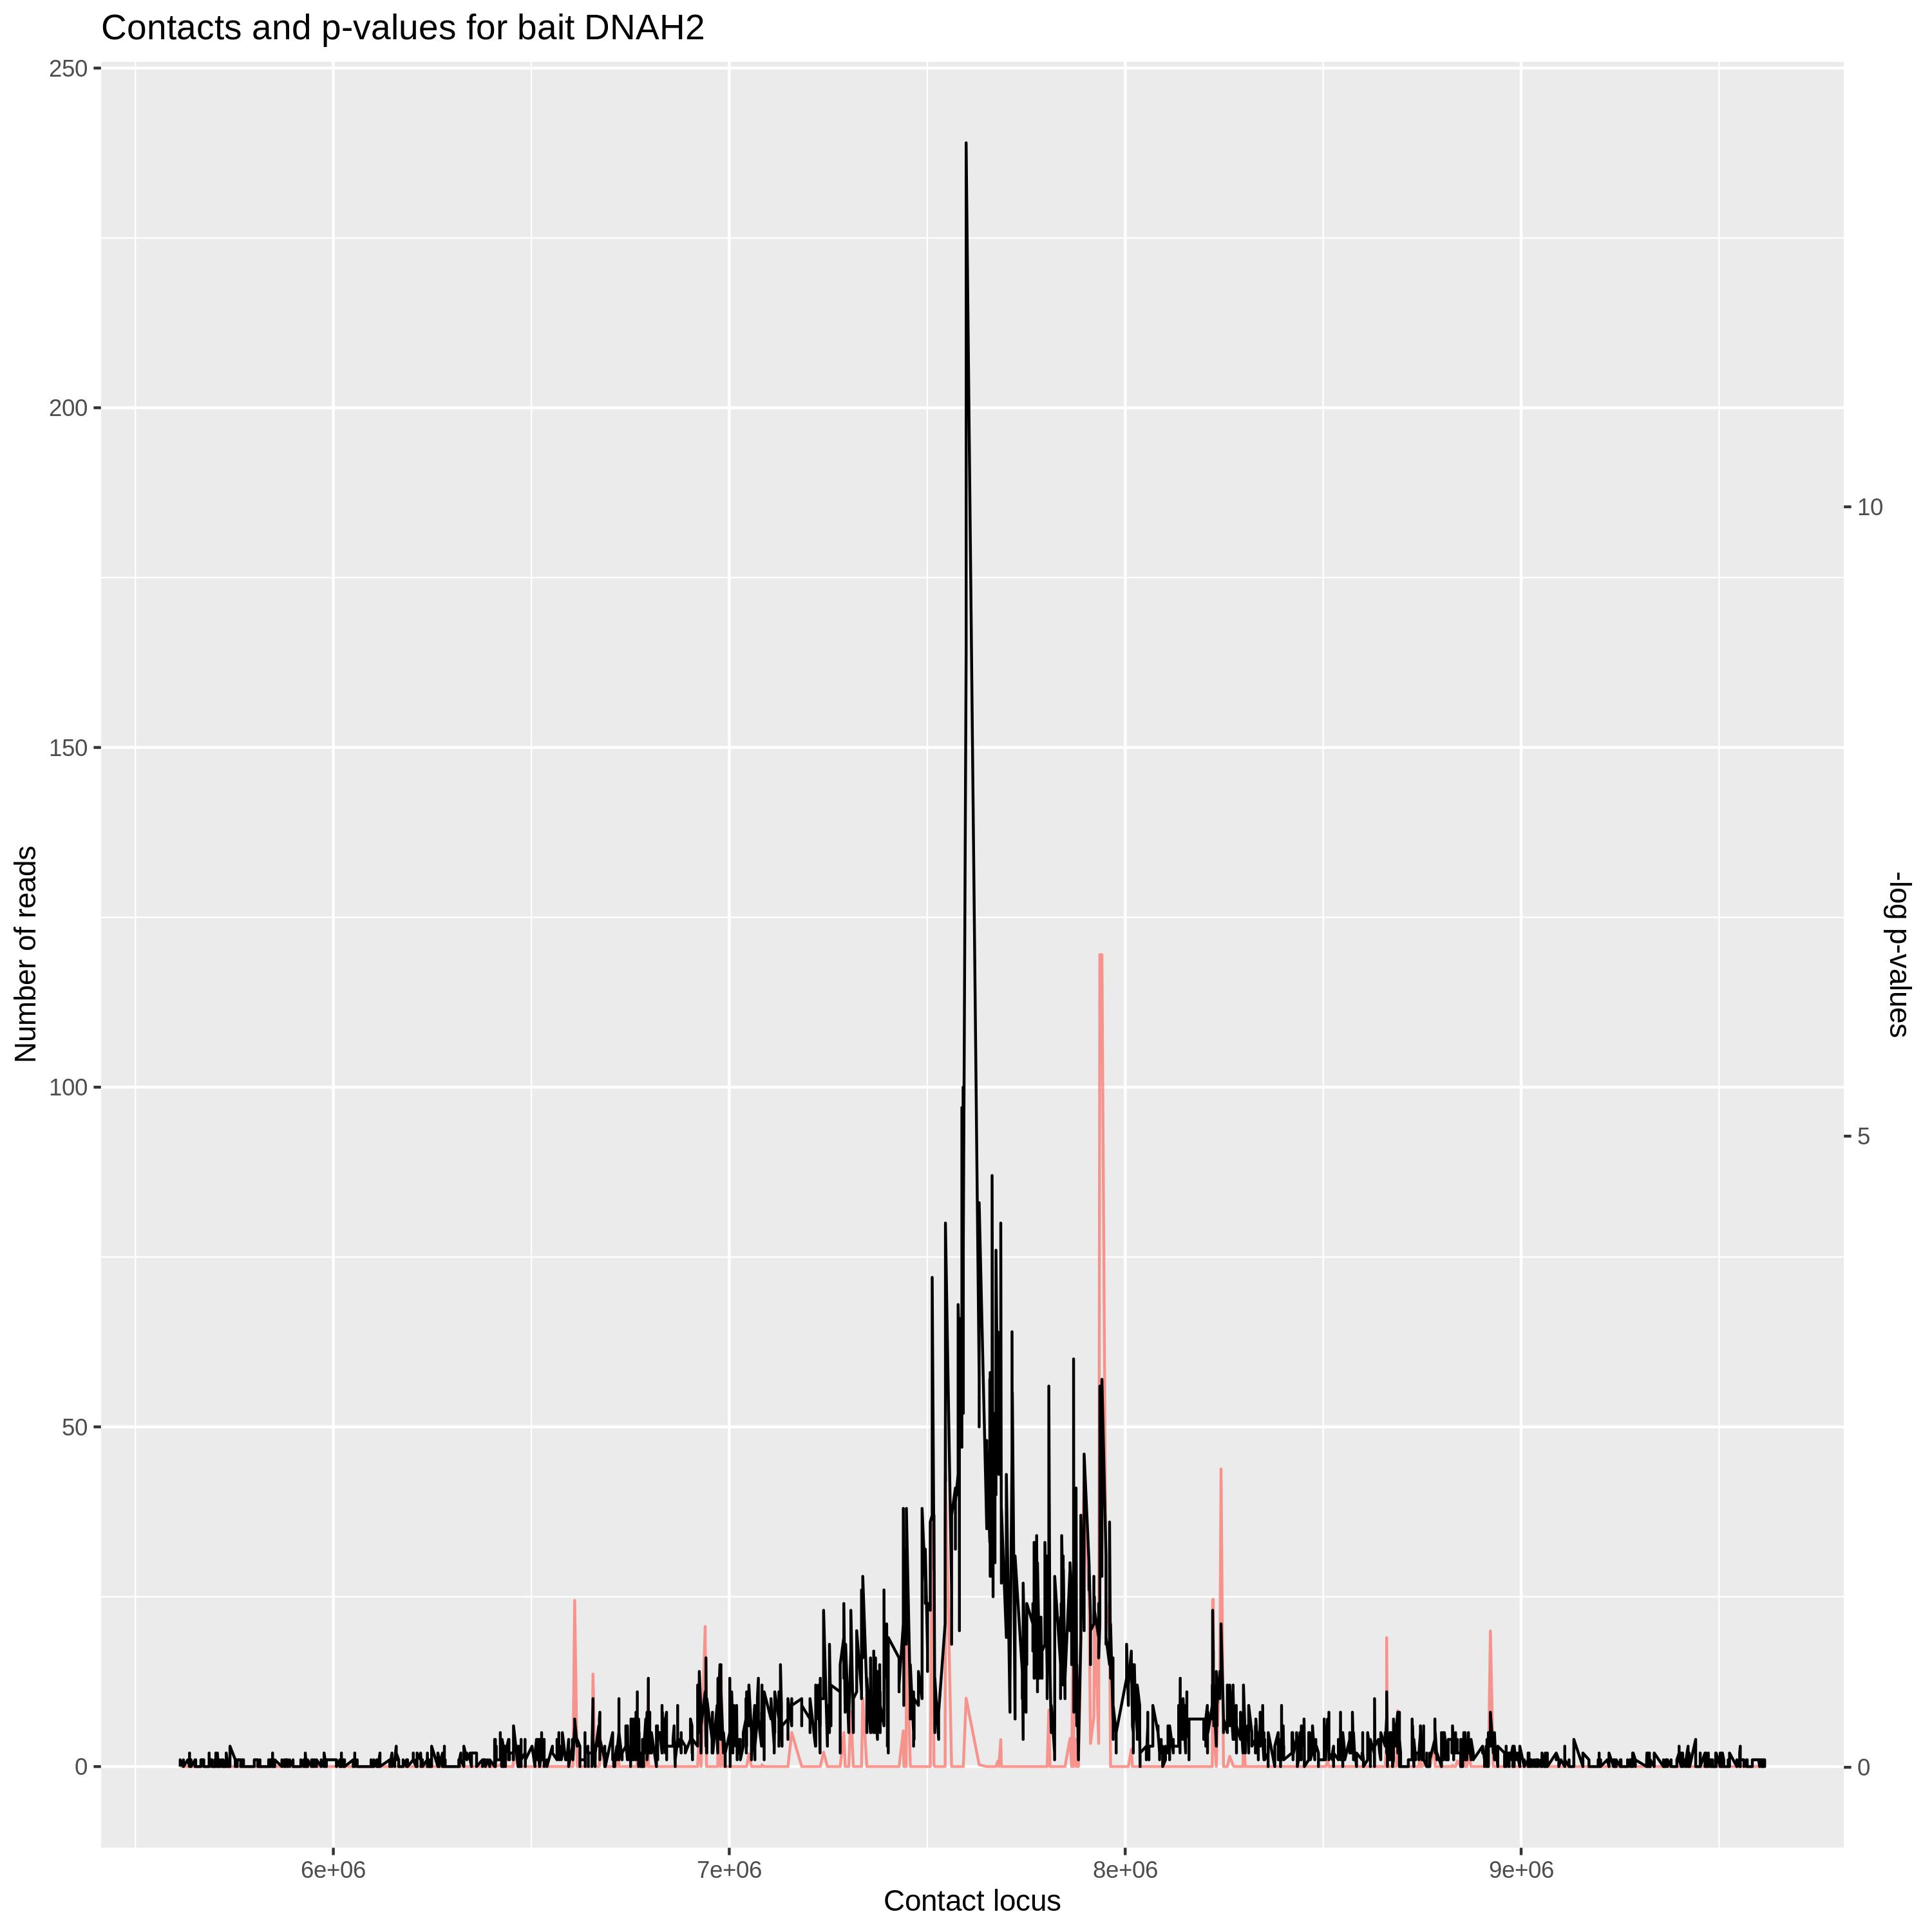 Contacts and p-values for bait DNAH2
250
200
150
100
50
0
Number of reads
10
5
0
-log p-values
6e+06
7e+06
8e+06
9e+06
Contact locus